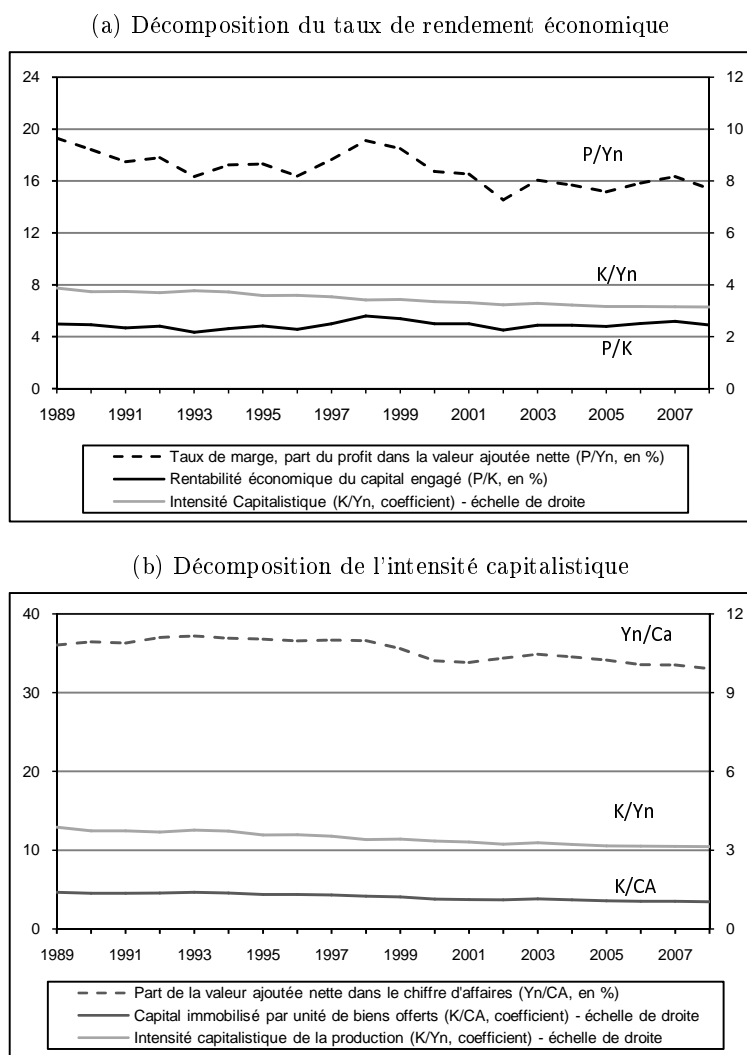 (a) Décomposition du taux de rendement économique
24
20
16
12
8
4
0
12
10
8
6
4
2
0
P/Yn
K/Yn
P/K
1989 1991 1993 1995 1997 1999 2001 2003 2005 2007
Taux de marge, part du profit dans la valeur ajoutée nette (P/Yn, en %)
Rentabilité économique du capital engagé (P/K, en %)
Intensité Capitalistique (K/Yn, coefficient) - échelle de droite
(b) Décomposition de l'intensité capitalistique
40
30
20
10
0
12
9
6
3
0
Yn/Ca
K/Yn
K/CA
1989 1991 1993 1995 1997 1999 2001 2003 2005 2007
Part de la valeur ajoutée nette dans le chiffre d'affaires (Yn/CA, en %)
Capital immobilisé par unité de biens offerts (K/CA, coefficient) - échelle de droite
Intensité capitalistique de la production (K/Yn, coefficient) - échelle de droite